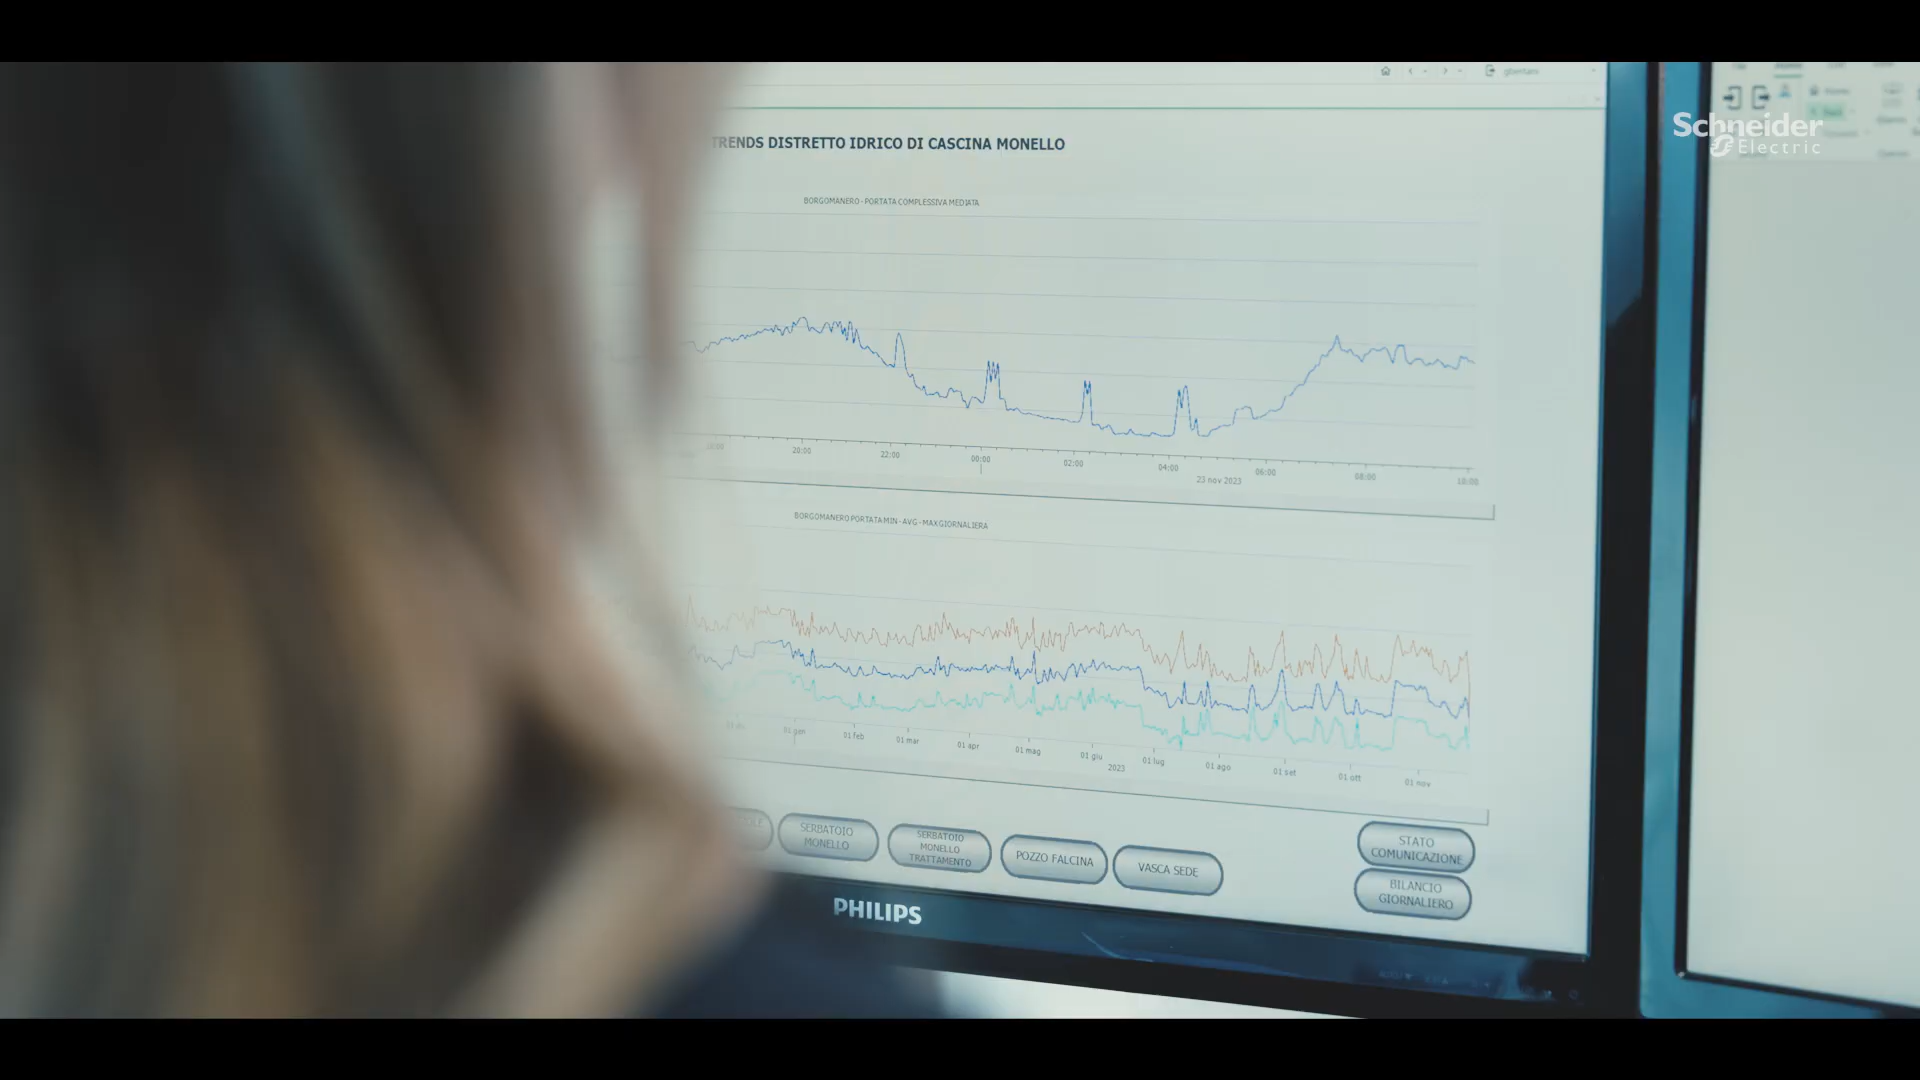 Schneider
Electric
TRENDS DISTRETTO IDRICO DI CASCINA MONELLO
BORGOMANERO - PORTATA COMPLESSIVA MEDIATA
20:00 22:00 00:00 02:00 04:00 06:00 08:00 10:00
23 nov 2023
BORGOMANERO PORTATA MIN - AVG - MAX GIORNALIERA
01 gen 01 feb 01 mar 01 apr 01 mag 01 giu 01 lug 01 ago 01 set 01 ott 01 nov
2023
SERBATOIO
MONELLO
SERBATOIO
MONELLO
TRATTAMENTO
POZZO FALCINA
VASCA SEDE
STATO
COMUNICAZIONE
BILANCIO
GIORNALIERO
PHILIPS